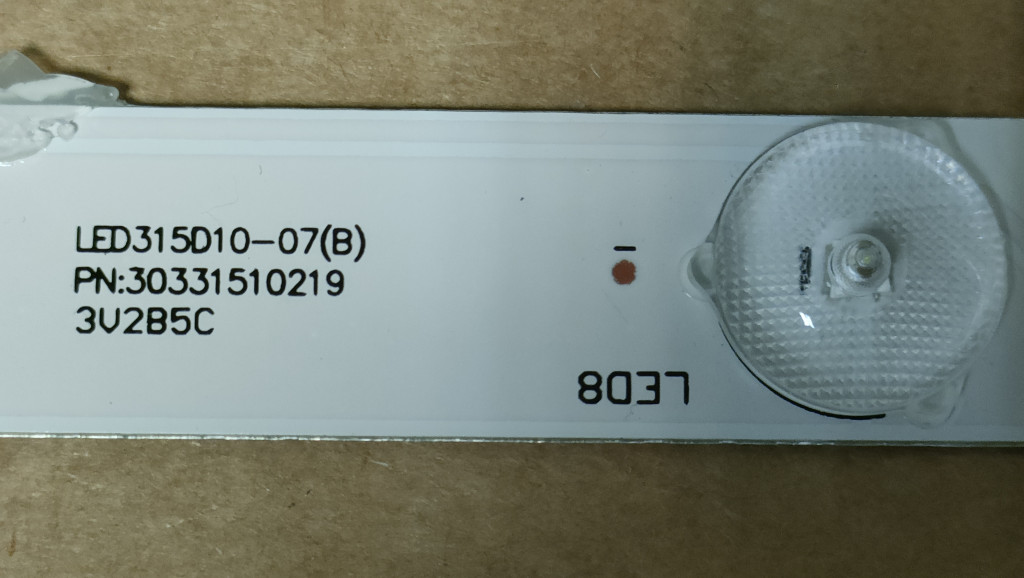 LED315D10-07(B)
PN:30331510219
3V2B5C
-
LED8